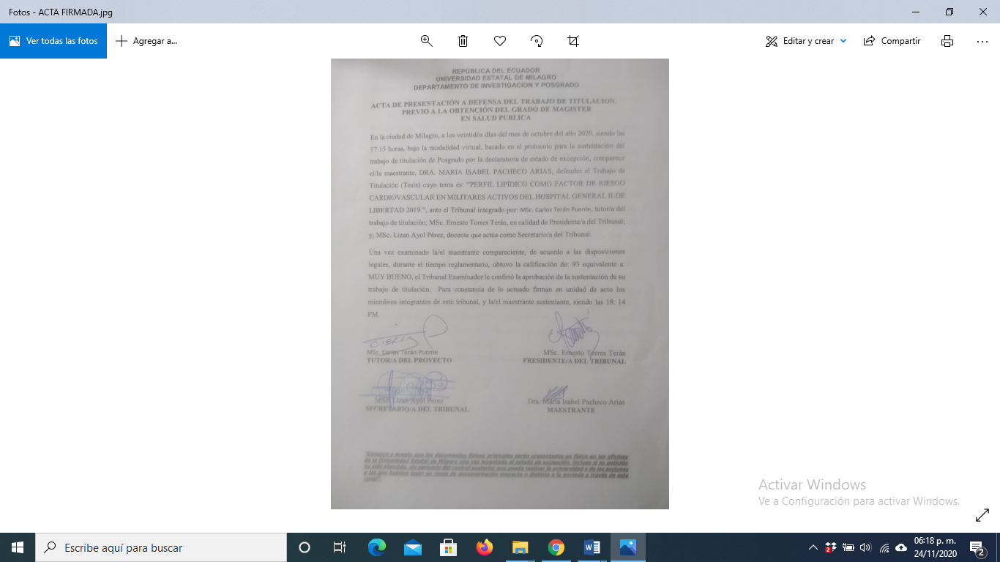 Fotos - ACTA FIRMADA.jpg
Ver todas las fotos
Agregar a...
Editar y crear
Compartir
REPÚBLICA DEL ECUADOR
UNIVERSIDAD ESTATAL DE MILAGRO
DEPARTAMENTO DE INVESTIGACION Y POSGRADO
ACTA DE PRESENTACIÓN A DEFENSA DEL TRABAJO DE TITULACION,
PREVIO A LA OBTENCIÓN DEL GRADO DE MAGISTER
EN SALUD PUBLICA
En la ciudad de Milagro, a los veintidós días del mes de octubre del año 2020, siendo las
17:15 horas, bajo la modalidad virtual, basado en el protocolo para la sustentación del
trabajo de titulación de Posgrado por la declaratoria de estado de excepción, comparece
el/la maestrante, DRA. MARIA ISABEL PACHECO ARIAS, defender el Trabajo de
Titulación (Tesis) cuyo tema es: “PERFIL LIPÍDICO COMO FACTOR DE RIESGO
CARDIOVASCULAR EN MILITARES ACTIVOS DEL HOSPITAL GENERAL II-DE
LIBERTAD 2019.”, ante el Tribunal integrado por: MSc. Carlos Terán Puente, tutor/a del
trabajo de titulación; MSc. Ernesto Torres Terán, en calidad de Presidente/a del Tribunal,
y, MSc. Lizan Ayol Pérez, docente que actúa como Secretario/a del Tribunal.
Una vez examinado la/el maestrante compareciente, de acuerdo a las disposiciones
legales, durante el tiempo reglamentario, obtuvo la calificación de: 93 equivalente a:
MUY BUENO, el Tribunal Examinador le confirió la aprobación de la sustentación de su
trabajo de titulación. Para constancia de lo actuado firman en unidad de acto los
miembros integrantes de este tribunal, y la/el maestrante sustentante, siendo las 18: 14
PM.
MSc. Carlos Terán Puente
TUTOR/A DEL PROYECTO
MSc. Ernesto Torres Terán
PRESIDENTE/A DEL TRIBUNAL
MSc. Lizan Ayol Pérez
SECRETARIO/A DEL TRIBUNAL
Dra. María Isabel Pacheco Arias
MAESTRANTE
"Conozco y acepto que los documentos físicos originales serán presentados en físico en las oficinas
de la Universidad Estatal de Milagro una vez levantado el estado de excepción, incluso si su petición
ha sido atendida, sin perjuicio del control posterior que pueda realizar la universidad y de las acciones
a las que hubiere lugar en casos de documentación inexacta o distinta a la enviada a través de este
canal".
Activar Windows
Ve a Configuración para activar Windows.
Escribe aquí para buscar
2
06:18 p. m.
24/11/2020
2